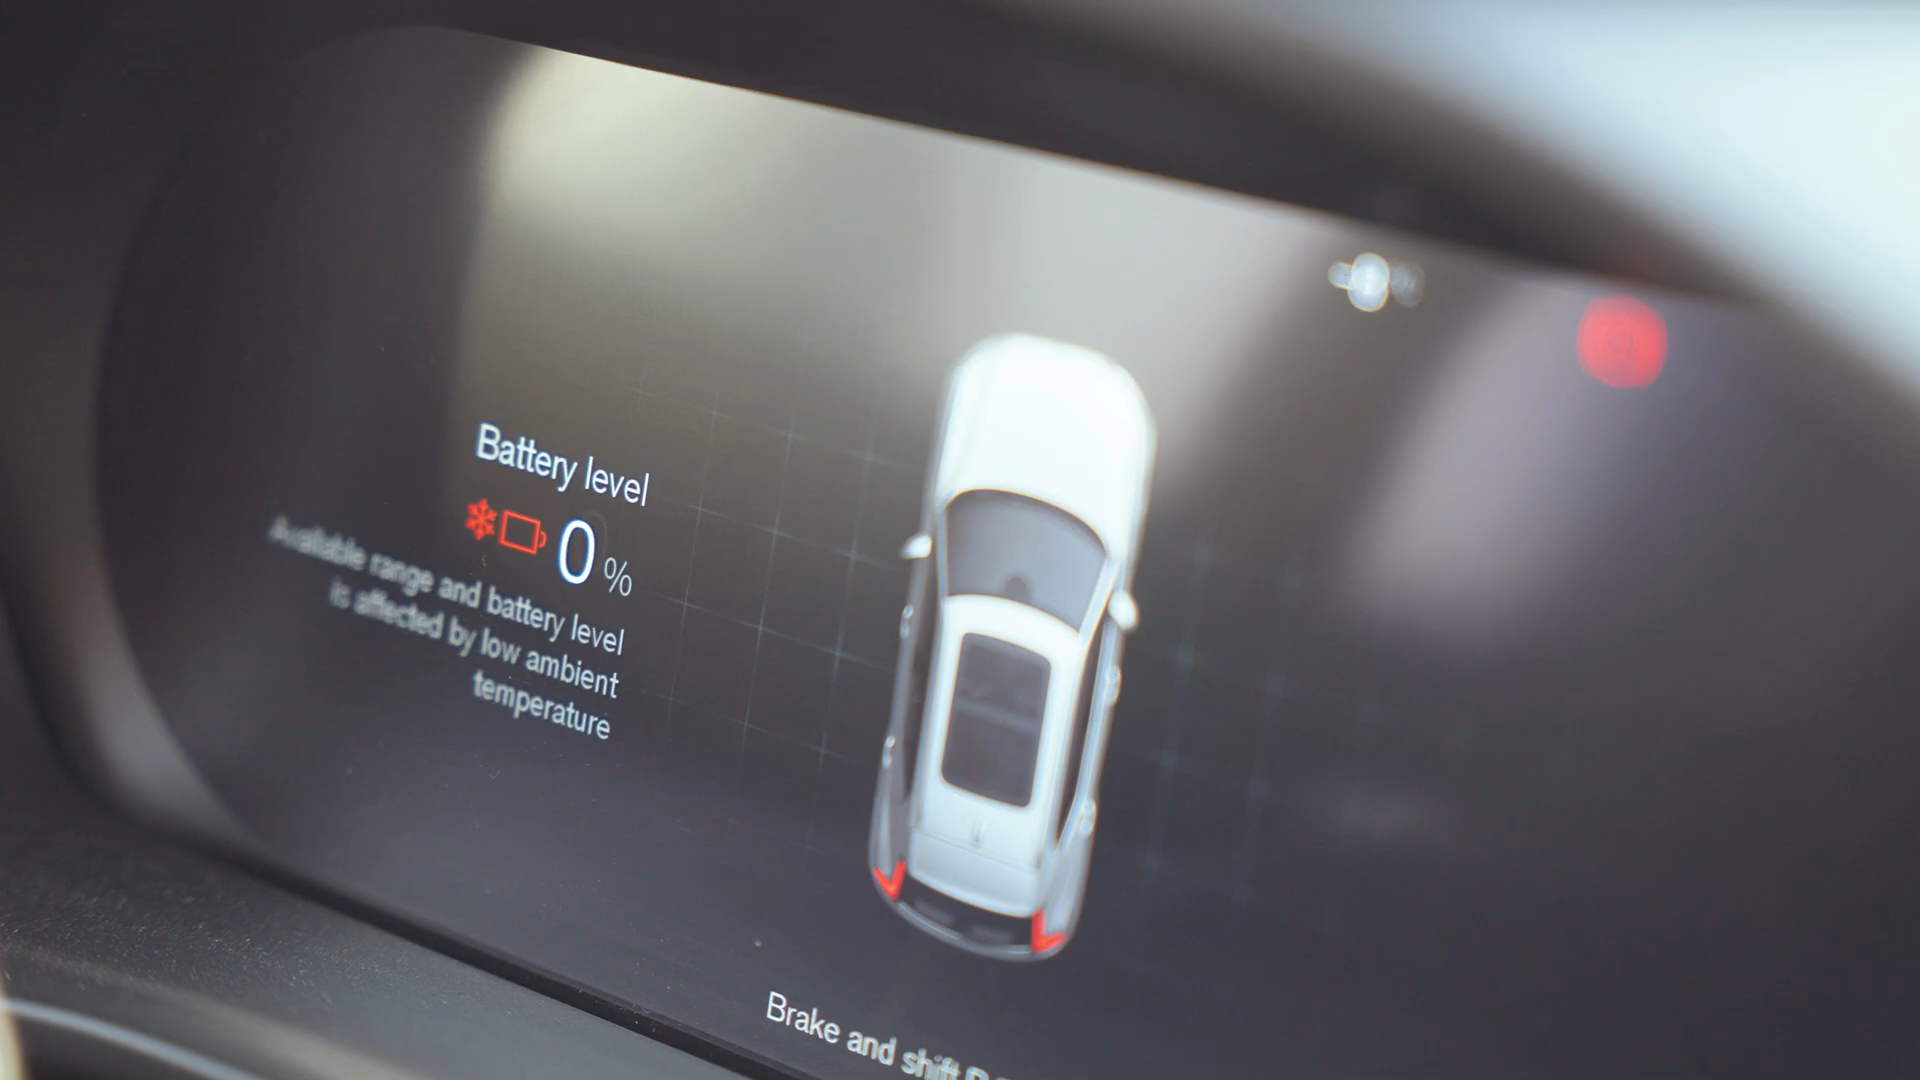 Battery level
0 %
Available range and battery level
is affected by low ambient
temperature
Brake and shift